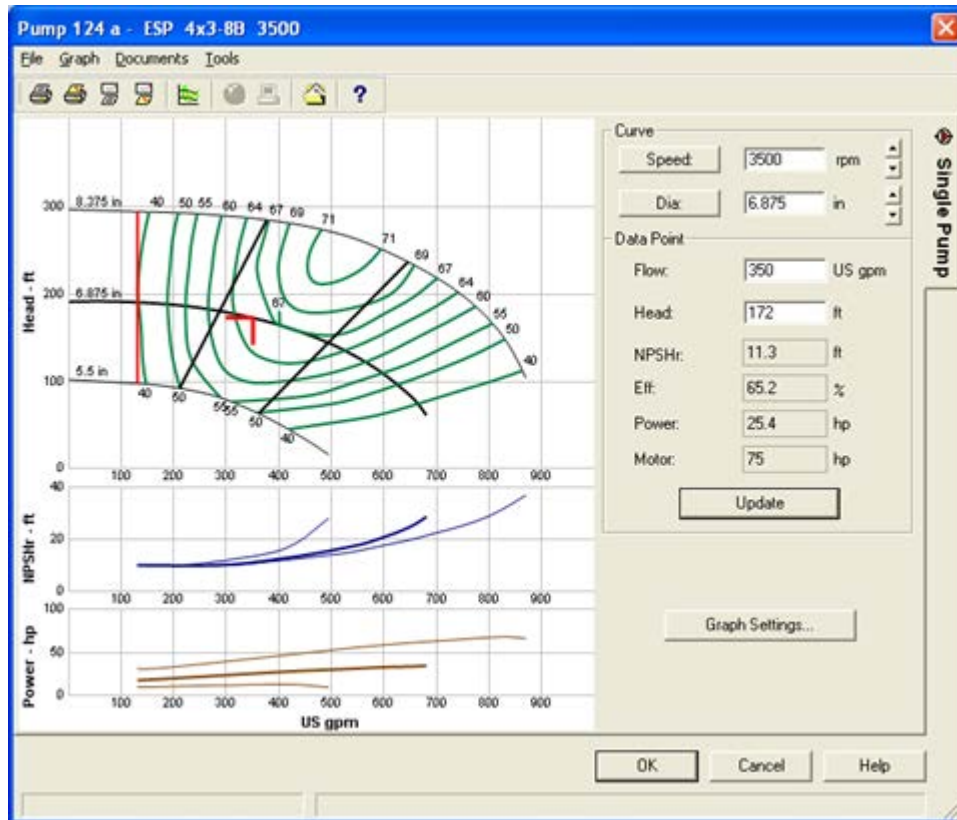 Pump 124 a - ESP 4x3-8B 3500
File Graph Documents Tools
?
Curve
Speed: 3500 rpm
Dia: 6.875 in
Data Point
Flow: 350 US gpm
Head: 172 ft
NPSHr: 11.3 ft
Eff: 65.2 %
Power: 25.4 hp
Motor: 75 hp
Update
Graph Settings...
Single Pump
Head - ft
300
200
100
0
8.375 in
40 50 55 60 64 67 69 71
71 69 67 64 60 55 50 40
6.875 in
67
5.5 in
40 50 55 55 50 40
100 200 300 400 500 600 700 800 900
NPSHr - ft
40
20
0
100 200 300 400 500 600 700 800 900
Power - hp
100
50
0
100 200 300 400 500 600 700 800 900
US gpm
OK Cancel Help